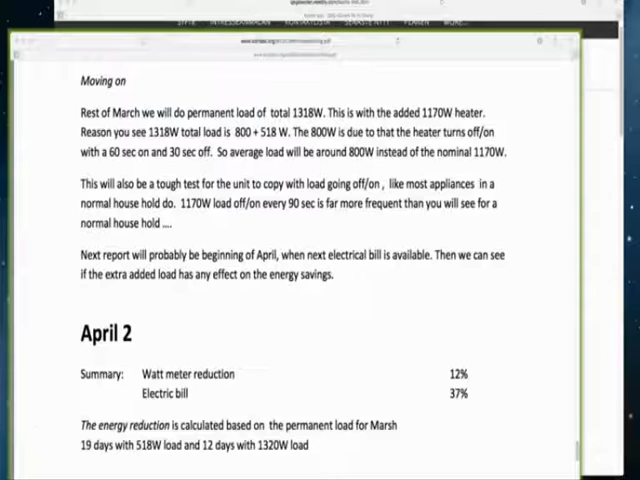 MORE...
Moving on
Rest of March we will do permanent load of total 1318W. This is with the added 1170W heater.
Reason you see 1318W total load is 800 + 518 W. The 800W is due to that the heater turns off/on
with a 60 sec on and 30 sec off. So average load will be around 800W instead of the nominal 1170W.
This will also be a tough test for the unit to copy with load going off/on , like most appliances in a
normal house hold do. 1170W load off/on every 90 sec is far more frequent than you will see for a
normal house hold ....
Next report will probably be beginning of April, when next electrical bill is available. Then we can see
if the extra added load has any effect on the energy savings.
April 2
Summary: Watt meter reduction 12%
Electric bill 37%
The energy reduction is calculated based on the permanent load for Marsh
19 days with 518W load and 12 days with 1320W load